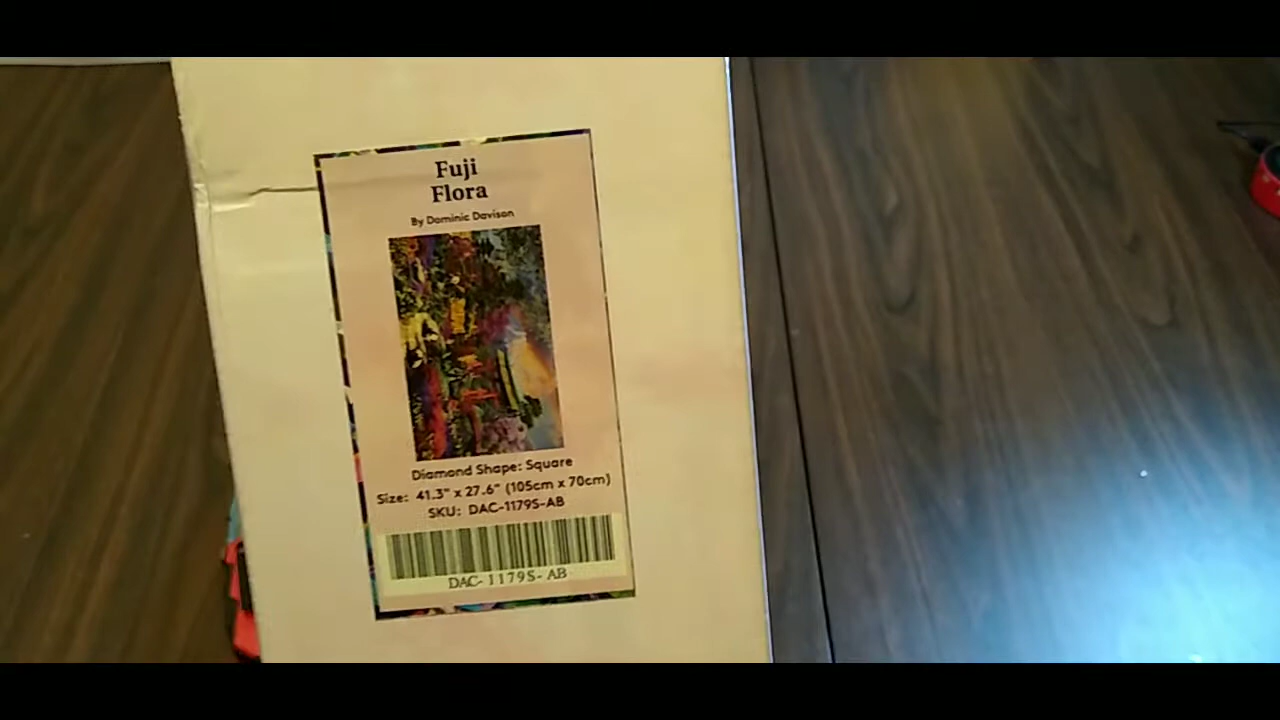 Fuji
Flora
By Dominic Davison
Diamond Shape: Square
Size: 41.3" x 27.6" (105cm x 70cm)
SKU: DAC-1179S-AB
DAC-1179S-AB